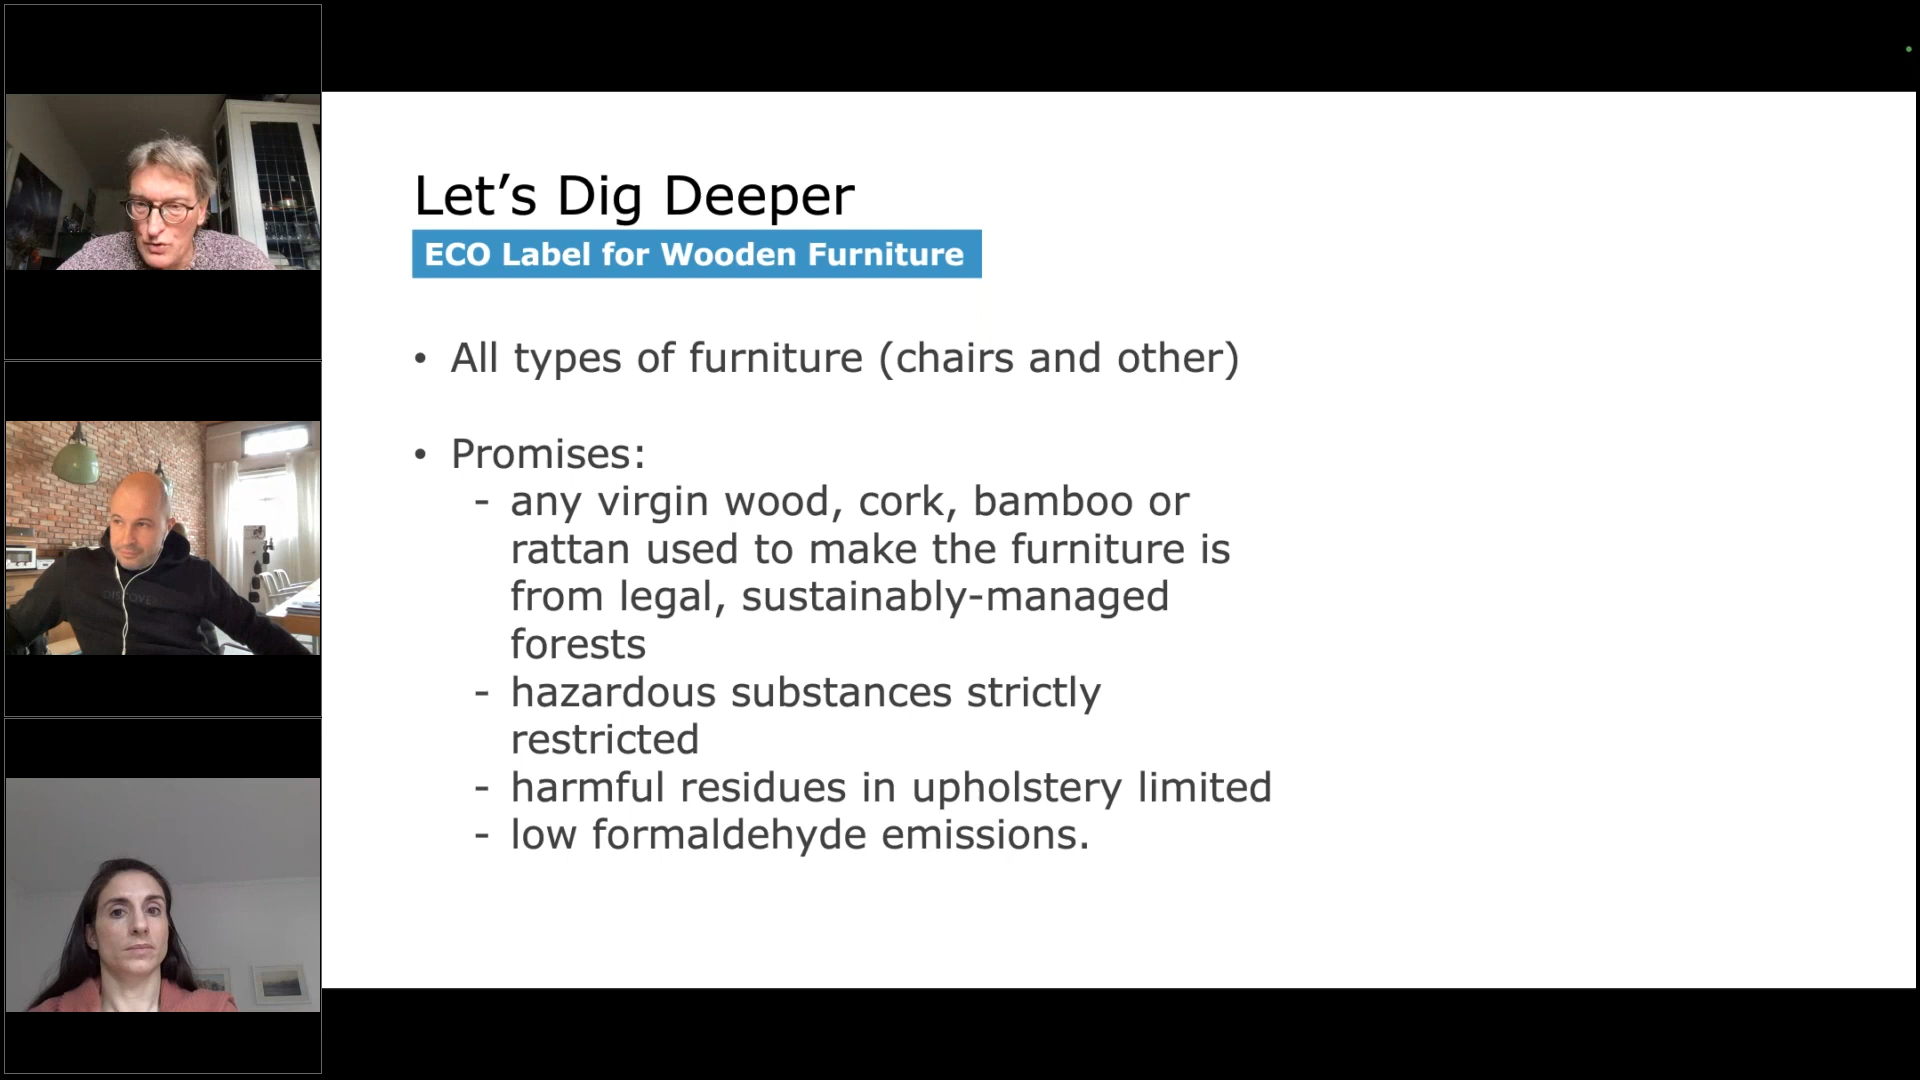 Let’s Dig Deeper
ECO Label for Wooden Furniture
• All types of furniture (chairs and other)
• Promises:
- any virgin wood, cork, bamboo or
rattan used to make the furniture is
from legal, sustainably-managed
forests
- hazardous substances strictly
restricted
- harmful residues in upholstery limited
- low formaldehyde emissions.